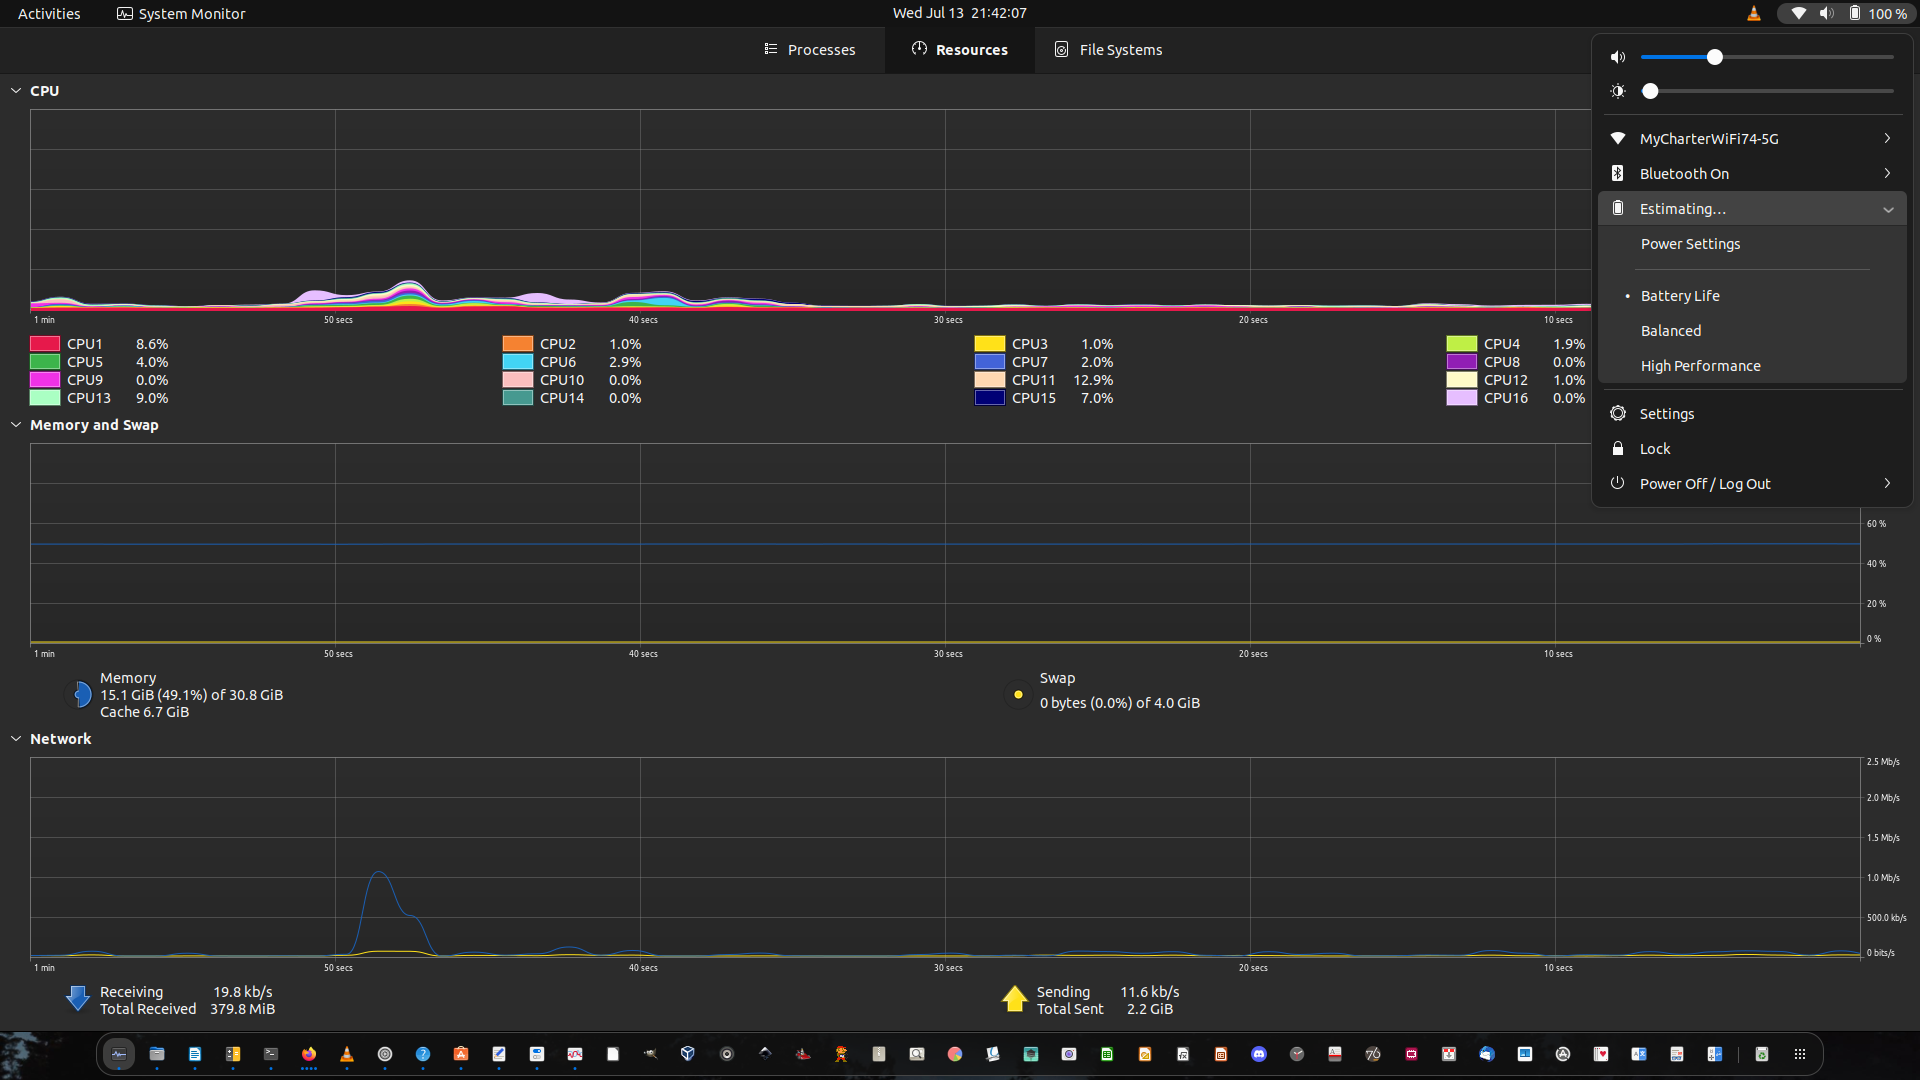 Activities
System Monitor
Wed Jul 13  21:42:07
100 %
Processes
Resources
File Systems
CPU
1 min
50 secs
40 secs
30 secs
20 secs
10 secs
CPU1 8.6%
CPU2 1.0%
CPU3 1.0%
CPU4 1.9%
CPU5 4.0%
CPU6 2.9%
CPU7 2.0%
CPU8 0.0%
CPU9 0.0%
CPU10 0.0%
CPU11 12.9%
CPU12 1.0%
CPU13 9.0%
CPU14 0.0%
CPU15 7.0%
CPU16 0.0%
MyCharterWiFi74-5G
Bluetooth On
Estimating...
Power Settings
• Battery Life
Balanced
High Performance
Settings
Lock
Power Off / Log Out
Memory and Swap
60 %
40 %
20 %
0 %
1 min
50 secs
40 secs
30 secs
20 secs
10 secs
Memory
15.1 GiB (49.1%) of 30.8 GiB
Cache 6.7 GiB
Swap
0 bytes (0.0%) of 4.0 GiB
Network
2.5 Mb/s
2.0 Mb/s
1.5 Mb/s
1.0 Mb/s
500.0 kb/s
0 bits/s
1 min
50 secs
40 secs
30 secs
20 secs
10 secs
Receiving 19.8 kb/s
Total Received 379.8 MiB
Sending 11.6 kb/s
Total Sent 2.2 GiB
76